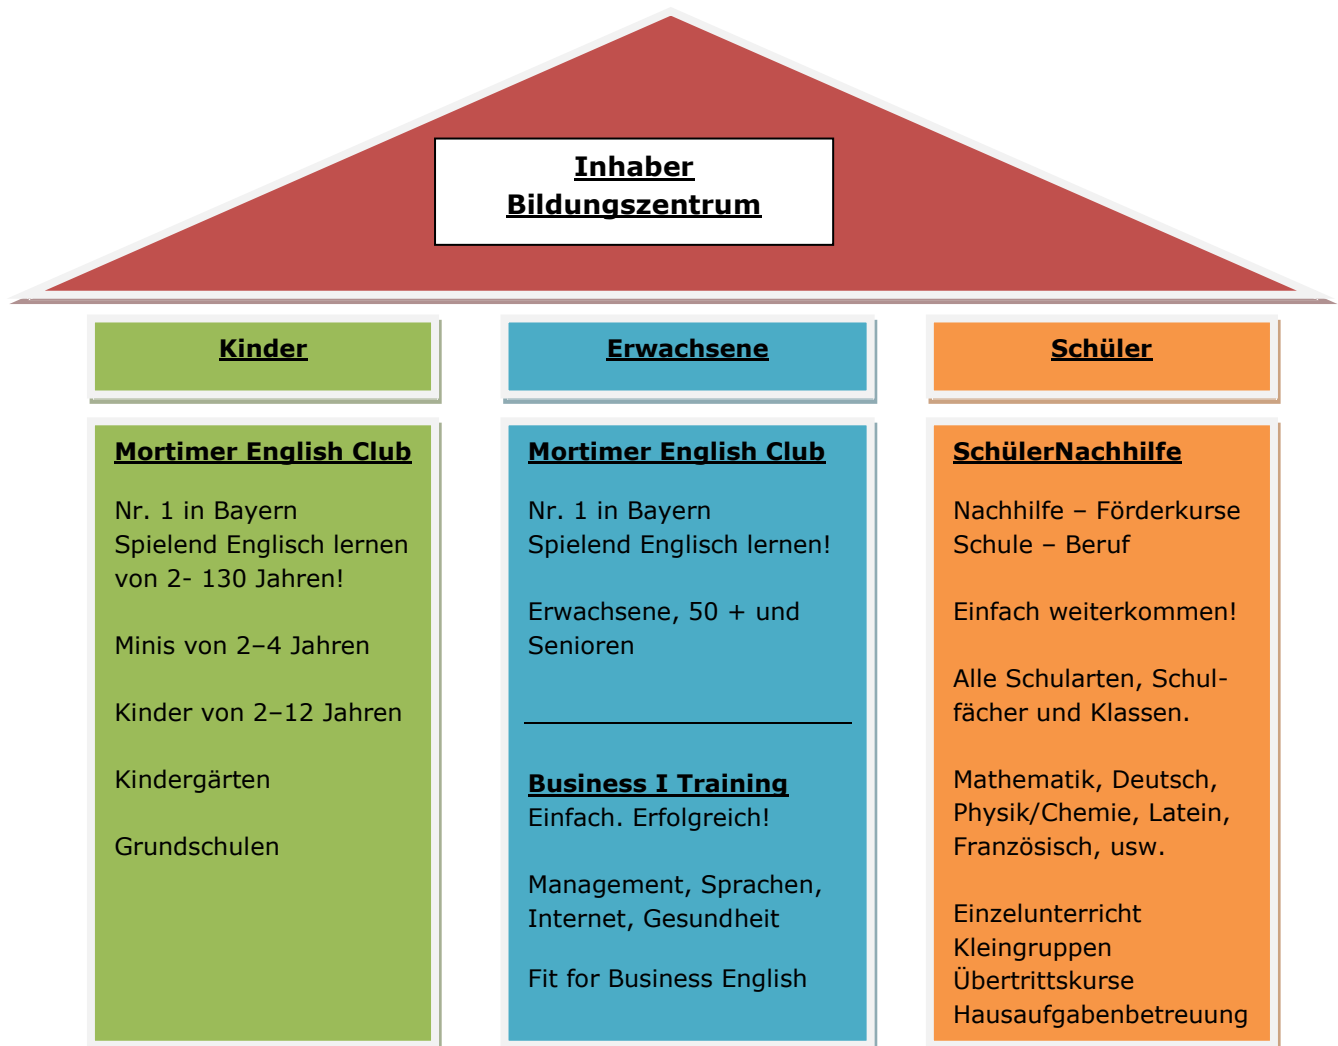 Inhaber
Bildungszentrum
Kinder
Mortimer English Club
Nr. 1 in Bayern
Spielend Englisch lernen
von 2- 130 Jahren!
Minis von 2–4 Jahren
Kinder von 2–12 Jahren
Kindergärten
Grundschulen
Erwachsene
Mortimer English Club
Nr. 1 in Bayern
Spielend Englisch lernen!
Erwachsene, 50 + und
Senioren
Business I Training
Einfach. Erfolgreich!
Management, Sprachen,
Internet, Gesundheit
Fit for Business English
Schüler
SchülerNachhilfe
Nachhilfe – Förderkurse
Schule – Beruf
Einfach weiterkommen!
Alle Schularten, Schul-
fächer und Klassen.
Mathematik, Deutsch,
Physik/Chemie, Latein,
Französisch, usw.
Einzelunterricht
Kleingruppen
Übertrittskurse
Hausaufgabenbetreuung